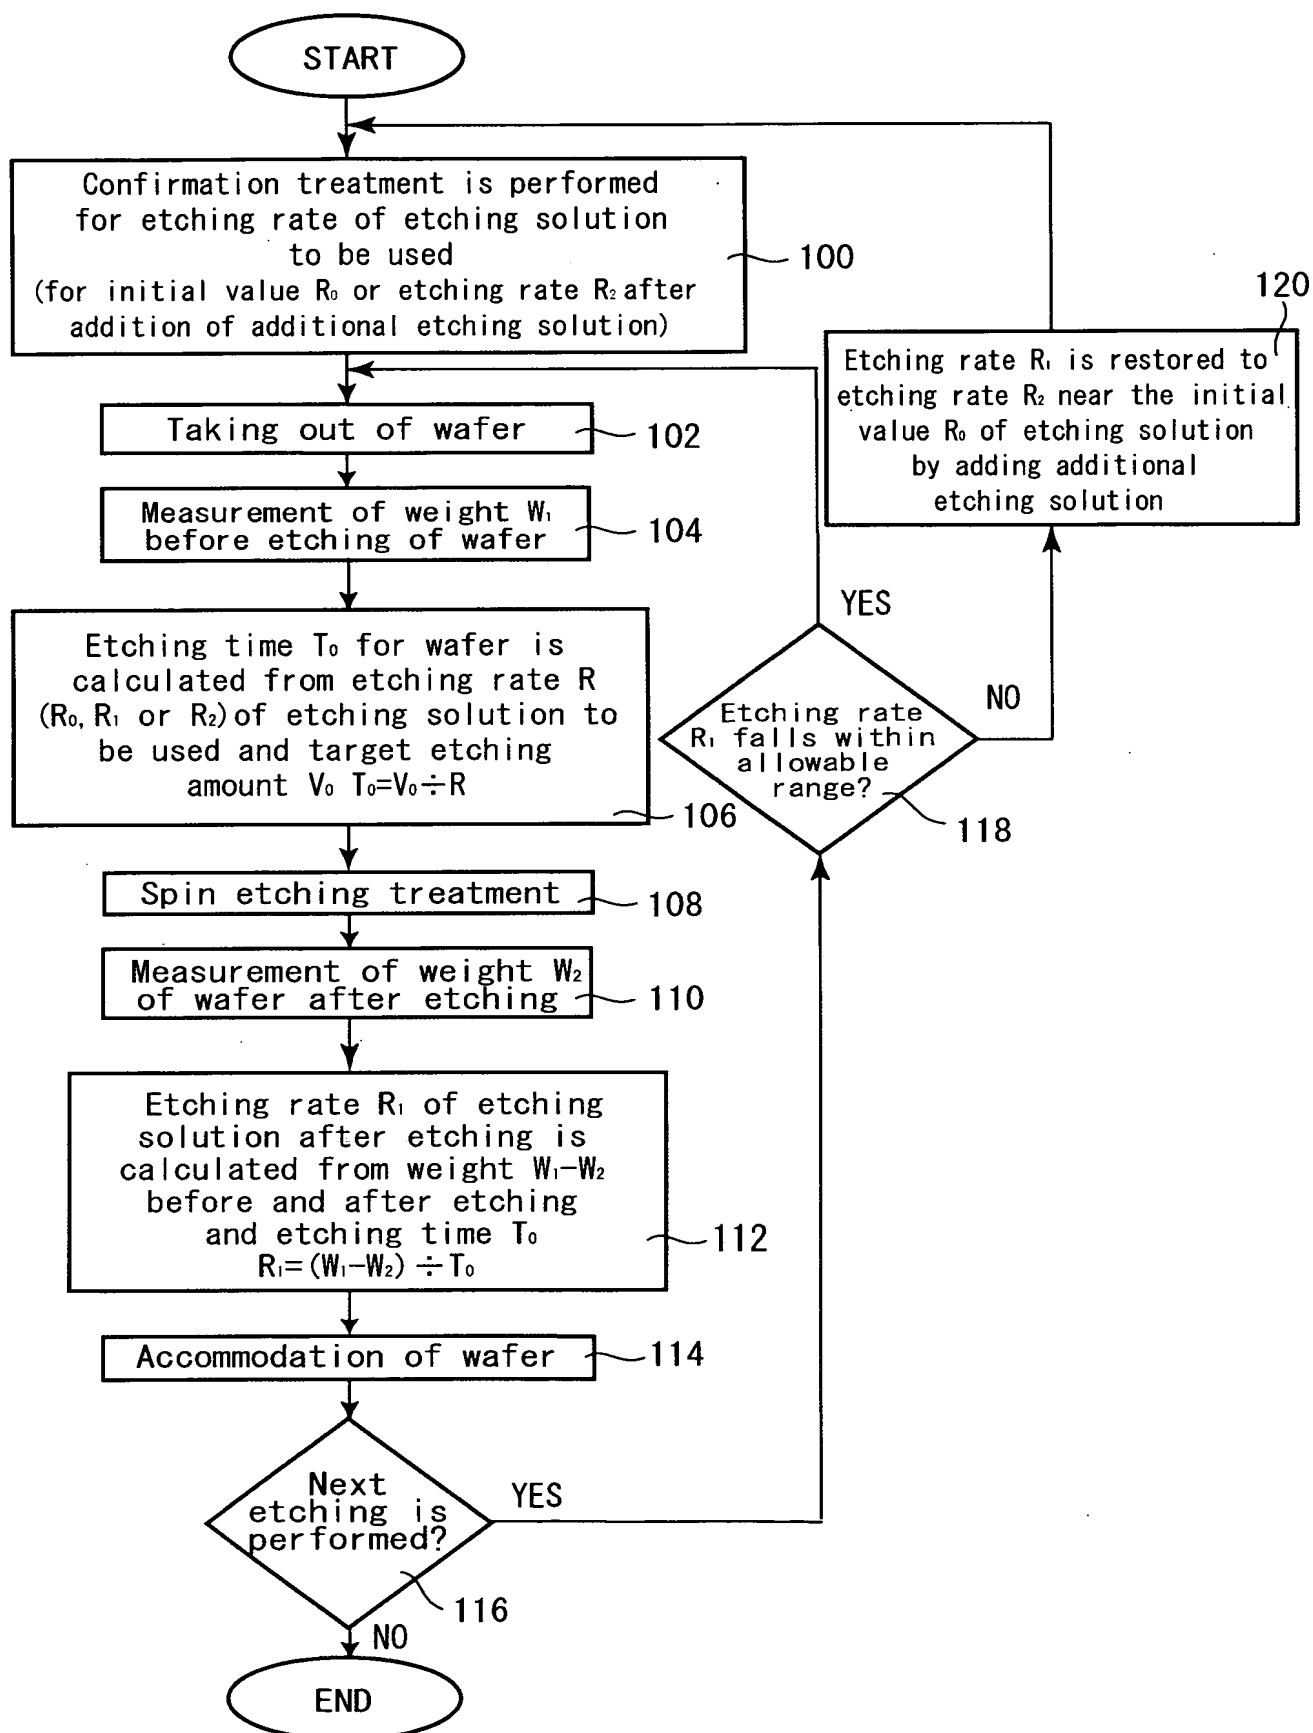 START
Confirmation treatment is performed
for etching rate of etching solution
to be used
(for initial value R₀ or etching rate R₂ after
addition of additional etching solution)
100
120
Etching rate R₁ is restored to
etching rate R₂ near the initial
value R₀ of etching solution
by adding additional
etching solution
Taking out of wafer
102
Measurement of weight W₁
before etching of wafer
104
YES
Etching time T₀ for wafer is
calculated from etching rate R
(R₀, R₁ or R₂) of etching solution to
be used and target etching
amount V₀ T₀=V₀÷R
106
NO
Etching rate
R₁ falls within
allowable
range?
118
Spin etching treatment
108
Measurement of weight W₂
of wafer after etching
110
Etching rate R₁ of etching
solution after etching is
calculated from weight W₁-W₂
before and after etching
and etching time T₀
R₁=(W₁-W₂) ÷T₀
112
Accommodation of wafer
114
Next
etching is
performed?
YES
116
NO
END